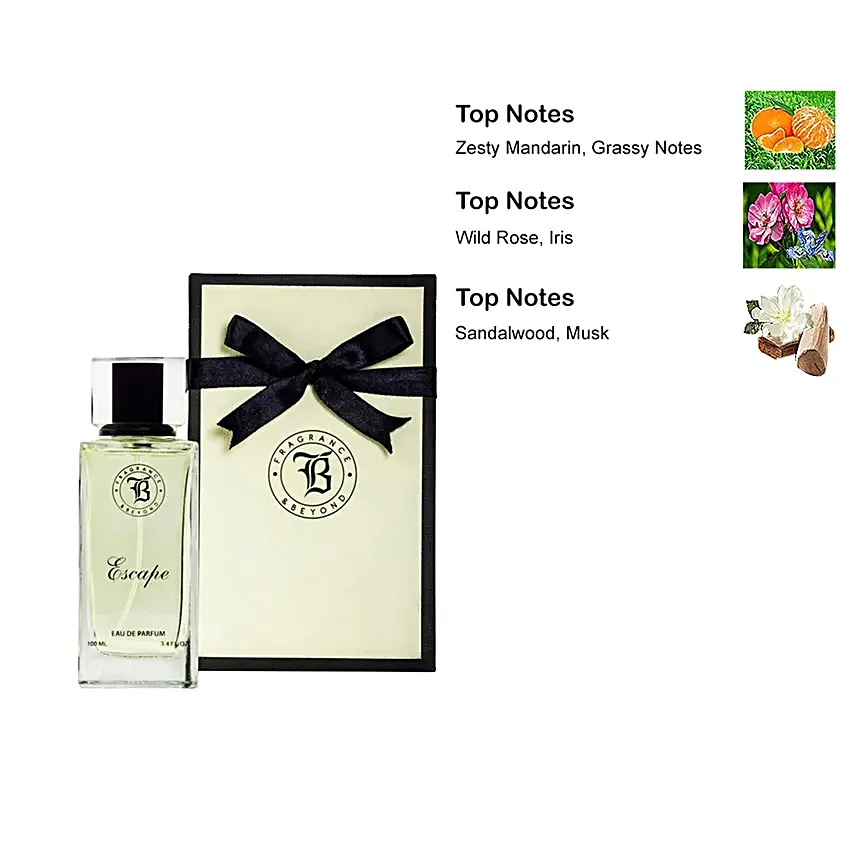 Top Notes
Zesty Mandarin, Grassy Notes
Top Notes
Wild Rose, Iris
Top Notes
Sandalwood, Musk
FRAGRANCE
B
& BEYOND
FRAGRANCE
B
& BEYOND
Escape
EAU DE PARFUM
100 ML 3.4 FL/OZ